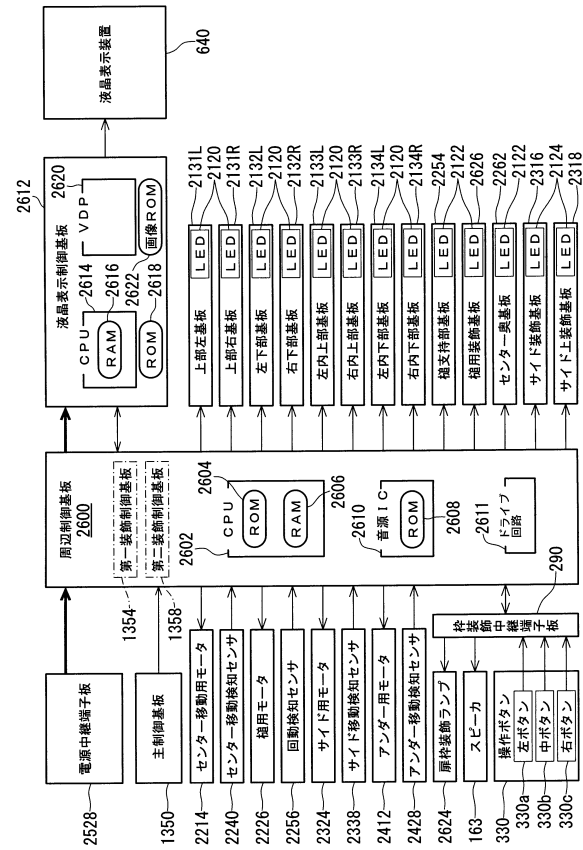 電源中継端子板
2528
主制御基板
1350
センター移動用モータ
2214
センター移動検知センサ
2240
槌用モータ
2226
回動検知センサ
2256
サイド用モータ
2324
サイド移動検知センサ
2338
アンダー用モータ
2412
アンダー移動検知センサ
2428
扉枠装飾ランプ
2624
スピーカ
163
操作ボタン
330
左ボタン
330a
中ボタン
330b
右ボタン
330c
枠装飾中継端子板
290
周辺制御基板
2600
第一装飾制御基板
1354
第二装飾制御基板
1358
CPU
2602
ROM
2604
RAM
2606
音源IC
2610
ROM
2608
ドライブ
回路
2611
液晶表示制御基板
2612
CPU
2614
RAM
2616
ROM
2618
VDP
2620
画像ROM
2622
液晶表示装置
640
上部左基板
LED
2131L
2120
上部右基板
LED
2131R
左下部基板
LED
2132L
2120
右下部基板
LED
2132R
左内上部基板
LED
2133L
2120
右内上部基板
LED
2133R
左内下部基板
LED
2134L
2120
右内下部基板
LED
2134R
槌支持部基板
LED
2254
2122
槌用装飾基板
LED
2626
センター奥基板
LED
2262
2122
サイド装飾基板
LED
2316
2124
サイド上装飾基板
LED
2318